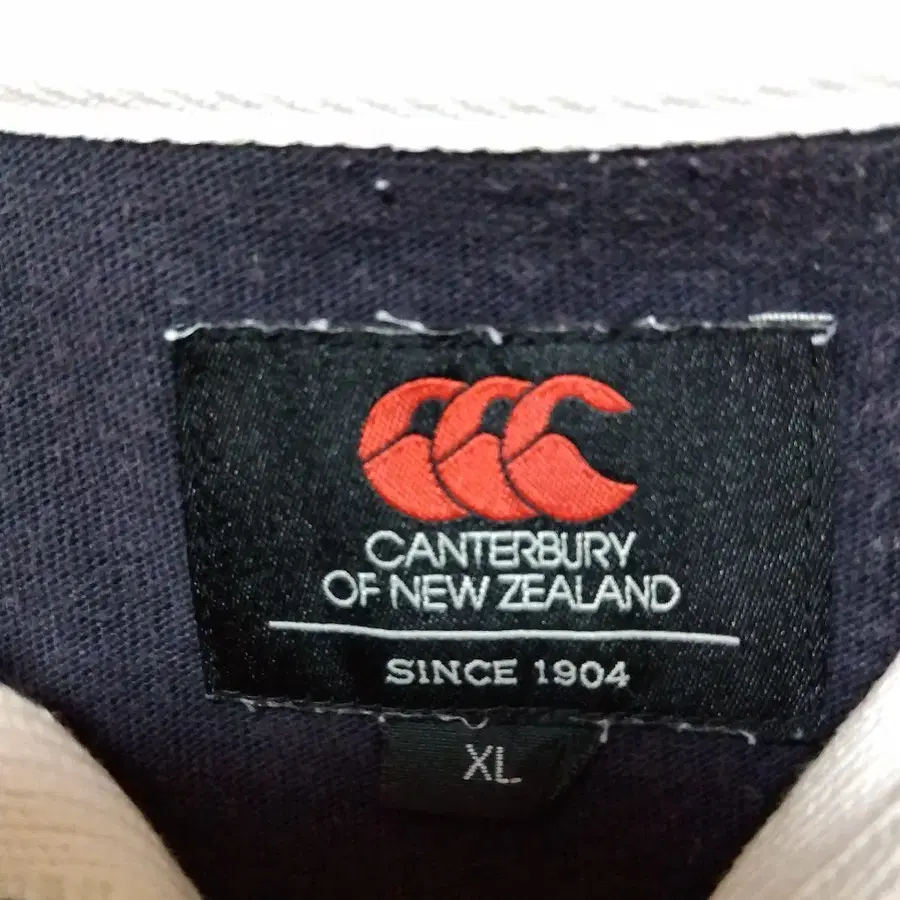 CANTERBURY
OF NEW ZEALAND
SINCE 1904
XL